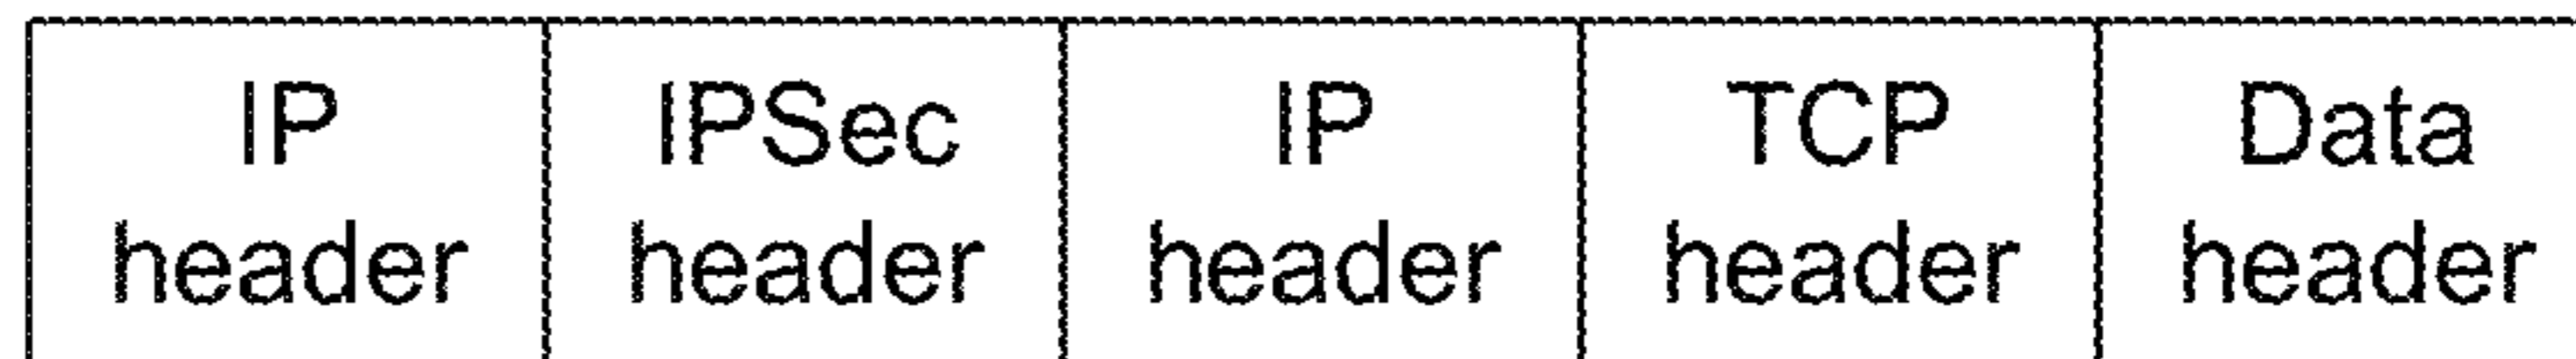 IP IPSec IP TCP Data
header header header header header